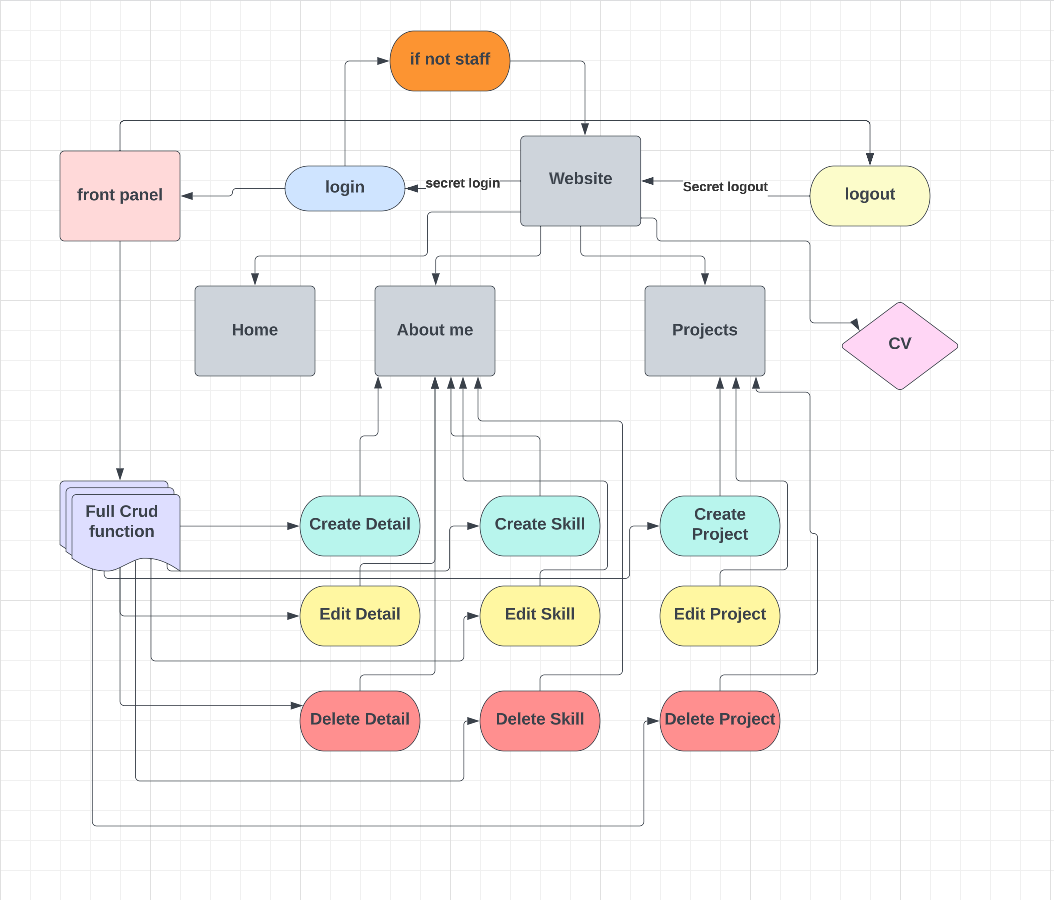 if not staff
front panel
login
secret login
Website
Secret logout
logout
Home
About me
Projects
CV
Full Crud
function
Create Detail
Create Skill
Create
Project
Edit Detail
Edit Skill
Edit Project
Delete Detail
Delete Skill
Delete Project